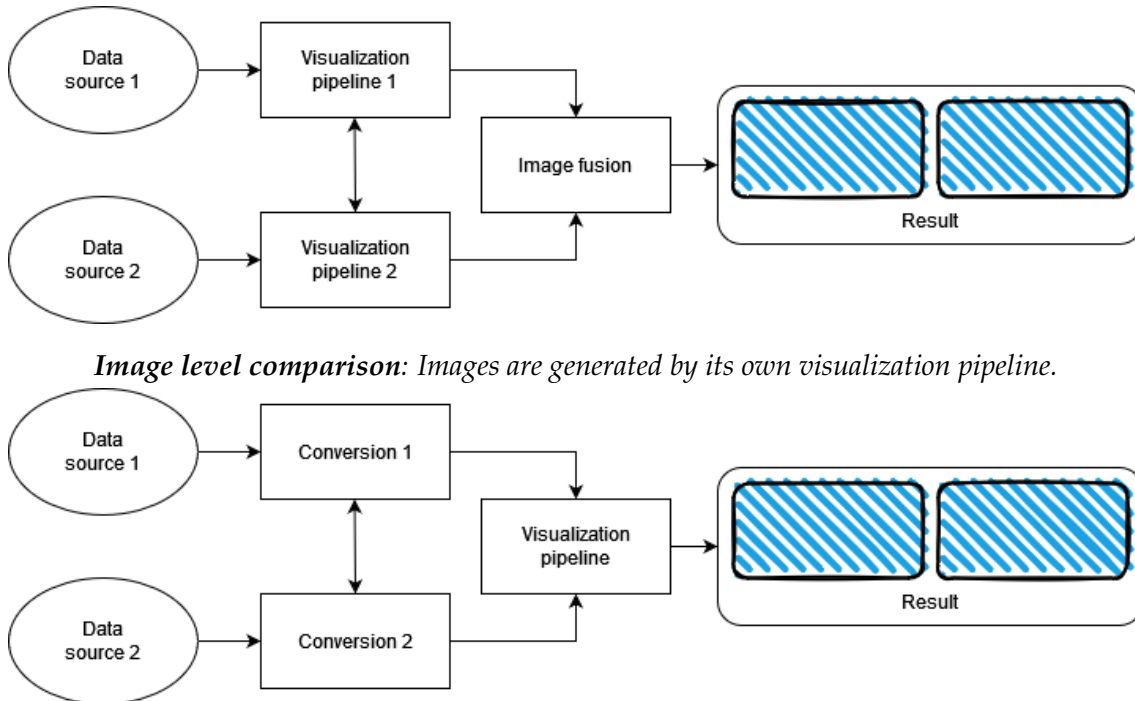 Data
source 1
Visualization
pipeline 1
Image fusion
Result
Data
source 2
Visualization
pipeline 2
Image level comparison: Images are generated by its own visualization pipeline.
Data
source 1
Conversion 1
Visualization
pipeline
Result
Data
source 2
Conversion 2